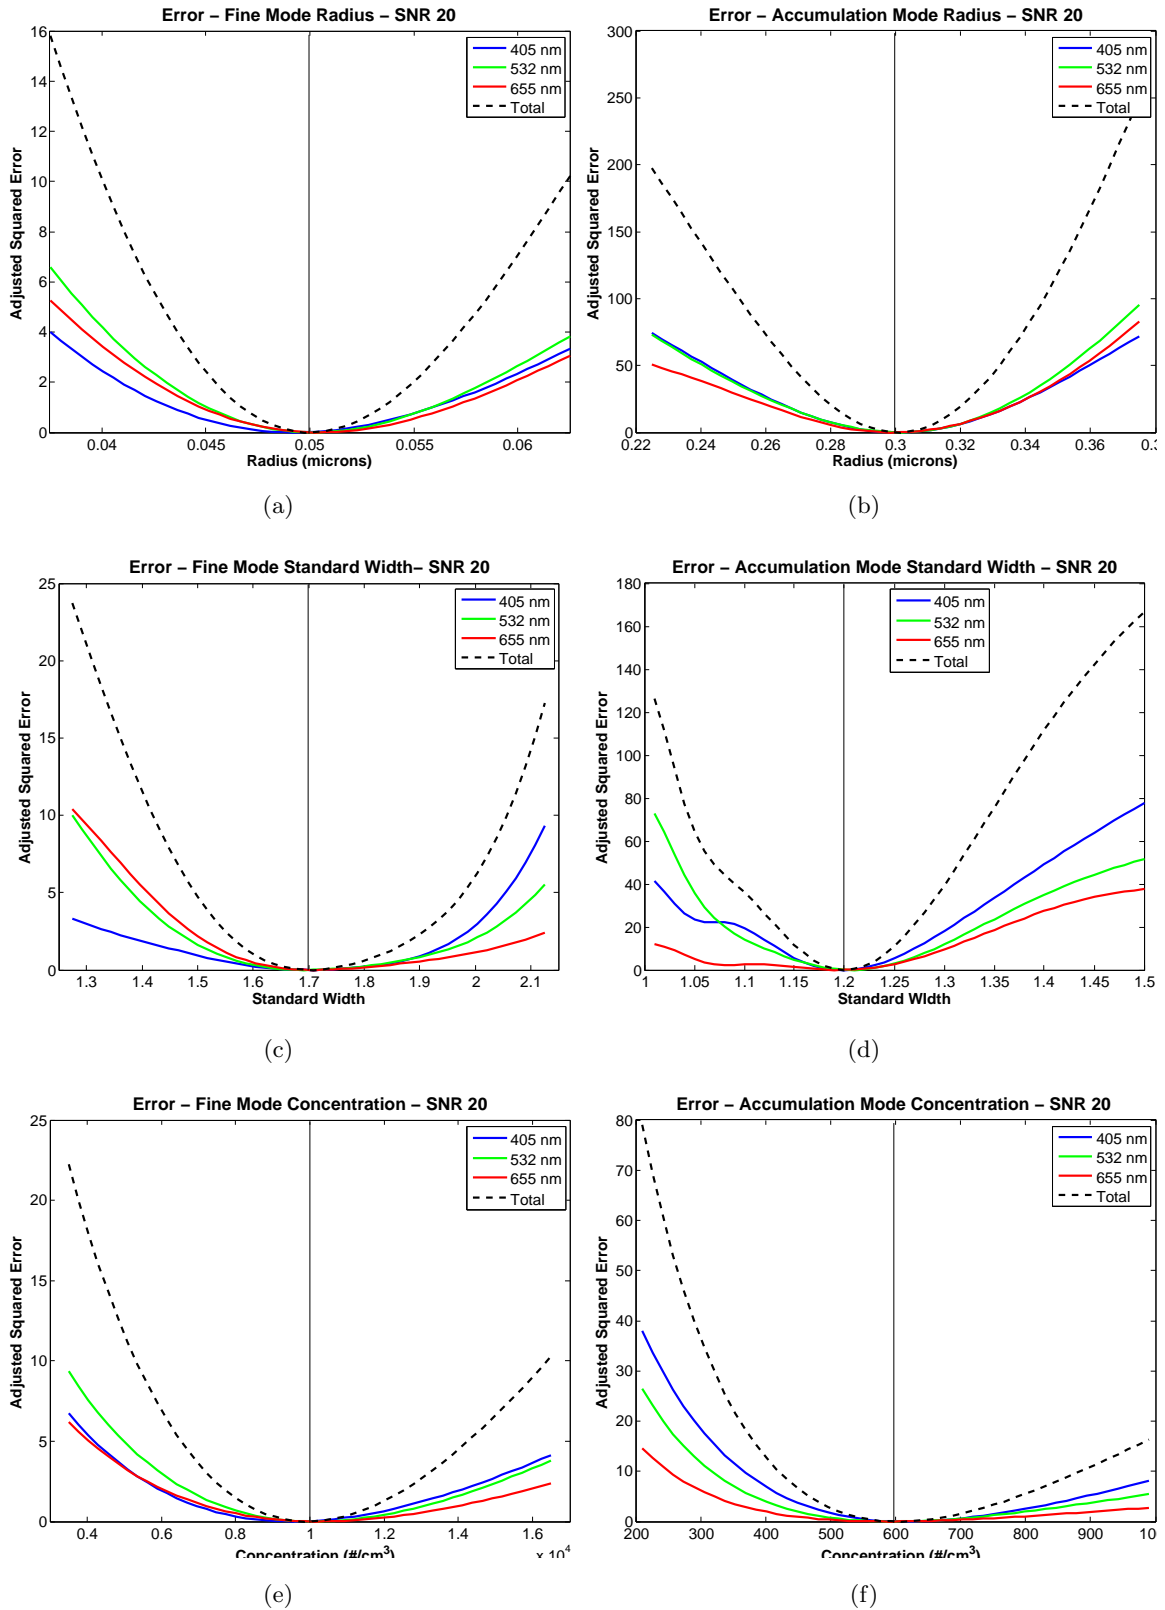 Error – Fine Mode Radius – SNR 20
Adjusted Squared Error
16
14
12
10
8
6
4
2
0
0.04 0.045 0.05 0.055 0.06
Radius (microns)
405 nm
532 nm
655 nm
Total
(a)
Error – Accumulation Mode Radius – SNR 20
Adjusted Squared Error
300
250
200
150
100
50
0
0.22 0.24 0.26 0.28 0.3 0.32 0.34 0.36 0.3
Radius (microns)
405 nm
532 nm
655 nm
Total
(b)
Error – Fine Mode Standard Width– SNR 20
Adjusted Squared Error
25
20
15
10
5
0
1.3 1.4 1.5 1.6 1.7 1.8 1.9 2 2.1
Standard Width
405 nm
532 nm
655 nm
Total
(c)
Error – Accumulation Mode Standard Width – SNR 20
Adjusted Squared Error
180
160
140
120
100
80
60
40
20
0
1 1.05 1.1 1.15 1.2 1.25 1.3 1.35 1.4 1.45 1.5
Standard WIdth
405 nm
532 nm
655 nm
Total
(d)
Error – Fine Mode Concentration – SNR 20
Adjusted Squared Error
25
20
15
10
5
0
0.4 0.6 0.8 1 1.2 1.4 1.6
x 10^4
Concentration (#/cm^3)
405 nm
532 nm
655 nm
Total
(e)
Error – Accumulation Mode Concentration – SNR 20
Adjusted Squared Error
80
70
60
50
40
30
20
10
0
200 300 400 500 600 700 800 900
Concentration (#/cm^3)
405 nm
532 nm
655 nm
Total
(f)